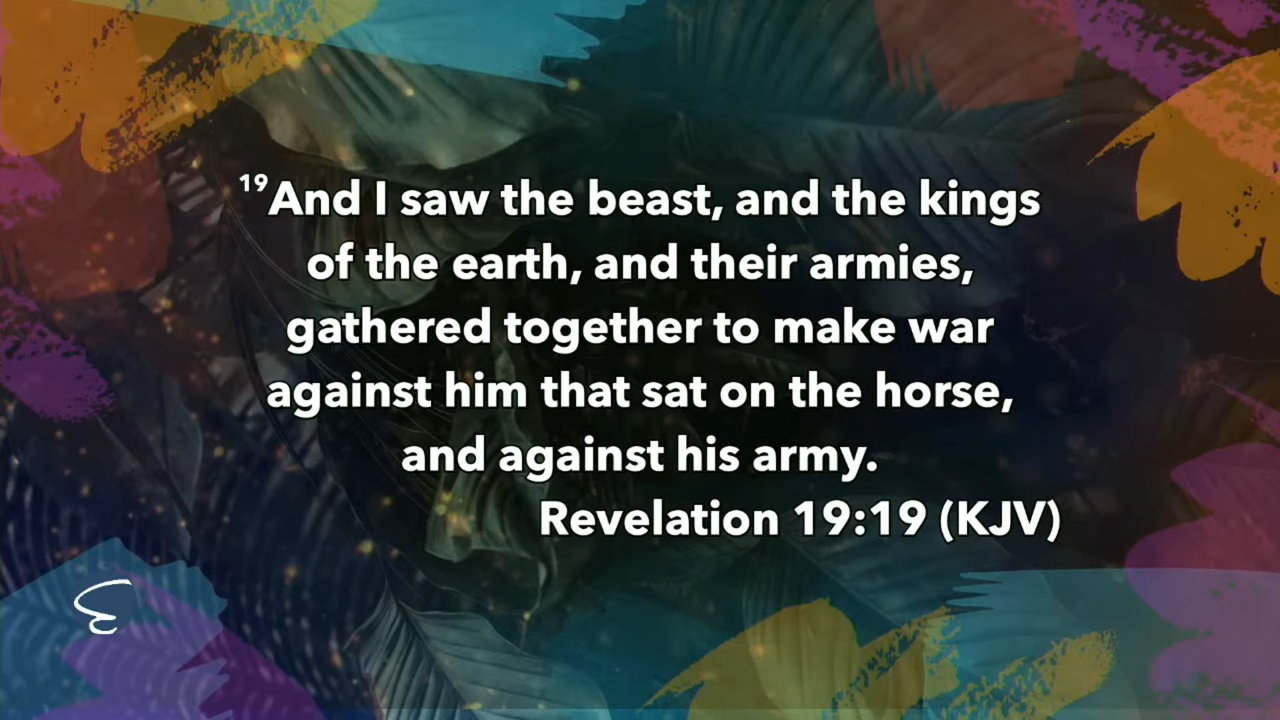 ¹⁹And I saw the beast, and the kings
of the earth, and their armies,
gathered together to make war
against him that sat on the horse,
and against his army.
Revelation 19:19 (KJV)